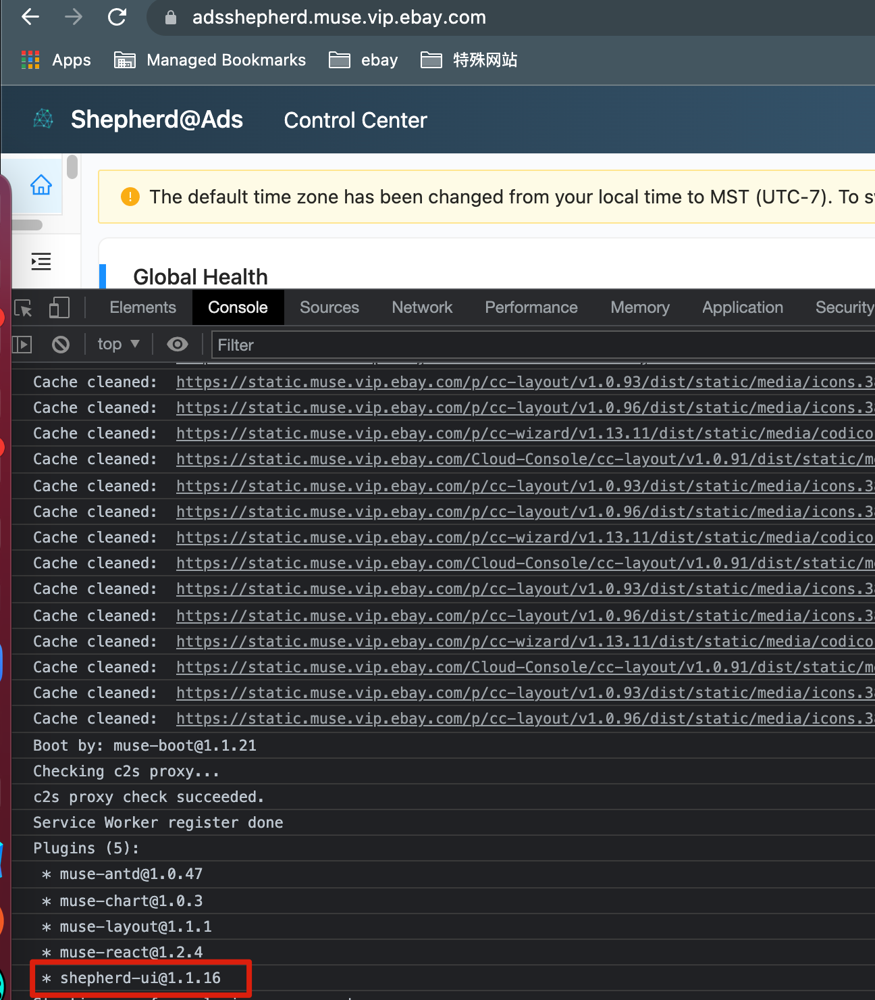 adsshepherd.muse.vip.ebay.com
Apps Managed Bookmarks ebay 特殊网站
Shepherd@Ads Control Center
The default time zone has been changed from your local time to MST (UTC-7). To
Global Health
Elements Console Sources Network Performance Memory Application Security
top Filter
Cache cleaned: https://static.muse.vip.ebay.com/p/cc-layout/v1.0.93/dist/static/media/icons.3
Cache cleaned: https://static.muse.vip.ebay.com/p/cc-layout/v1.0.96/dist/static/media/icons.3
Cache cleaned: https://static.muse.vip.ebay.com/p/cc-wizard/v1.13.11/dist/static/media/codico
Cache cleaned: https://static.muse.vip.ebay.com/Cloud-Console/cc-layout/v1.0.91/dist/static/m
Cache cleaned: https://static.muse.vip.ebay.com/p/cc-layout/v1.0.93/dist/static/media/icons.3
Cache cleaned: https://static.muse.vip.ebay.com/p/cc-layout/v1.0.96/dist/static/media/icons.3
Cache cleaned: https://static.muse.vip.ebay.com/p/cc-wizard/v1.13.11/dist/static/media/codico
Cache cleaned: https://static.muse.vip.ebay.com/Cloud-Console/cc-layout/v1.0.91/dist/static/m
Cache cleaned: https://static.muse.vip.ebay.com/p/cc-layout/v1.0.93/dist/static/media/icons.3
Cache cleaned: https://static.muse.vip.ebay.com/p/cc-layout/v1.0.96/dist/static/media/icons.3
Cache cleaned: https://static.muse.vip.ebay.com/p/cc-wizard/v1.13.11/dist/static/media/codico
Cache cleaned: https://static.muse.vip.ebay.com/Cloud-Console/cc-layout/v1.0.91/dist/static/m
Cache cleaned: https://static.muse.vip.ebay.com/p/cc-layout/v1.0.93/dist/static/media/icons.3
Cache cleaned: https://static.muse.vip.ebay.com/p/cc-layout/v1.0.96/dist/static/media/icons.3
Boot by: muse-boot@1.1.21
Checking c2s proxy...
c2s proxy check succeeded.
Service Worker register done
Plugins (5):
* muse-antd@1.0.47
* muse-chart@1.0.3
* muse-layout@1.1.1
* muse-react@1.2.4
* shepherd-ui@1.1.16